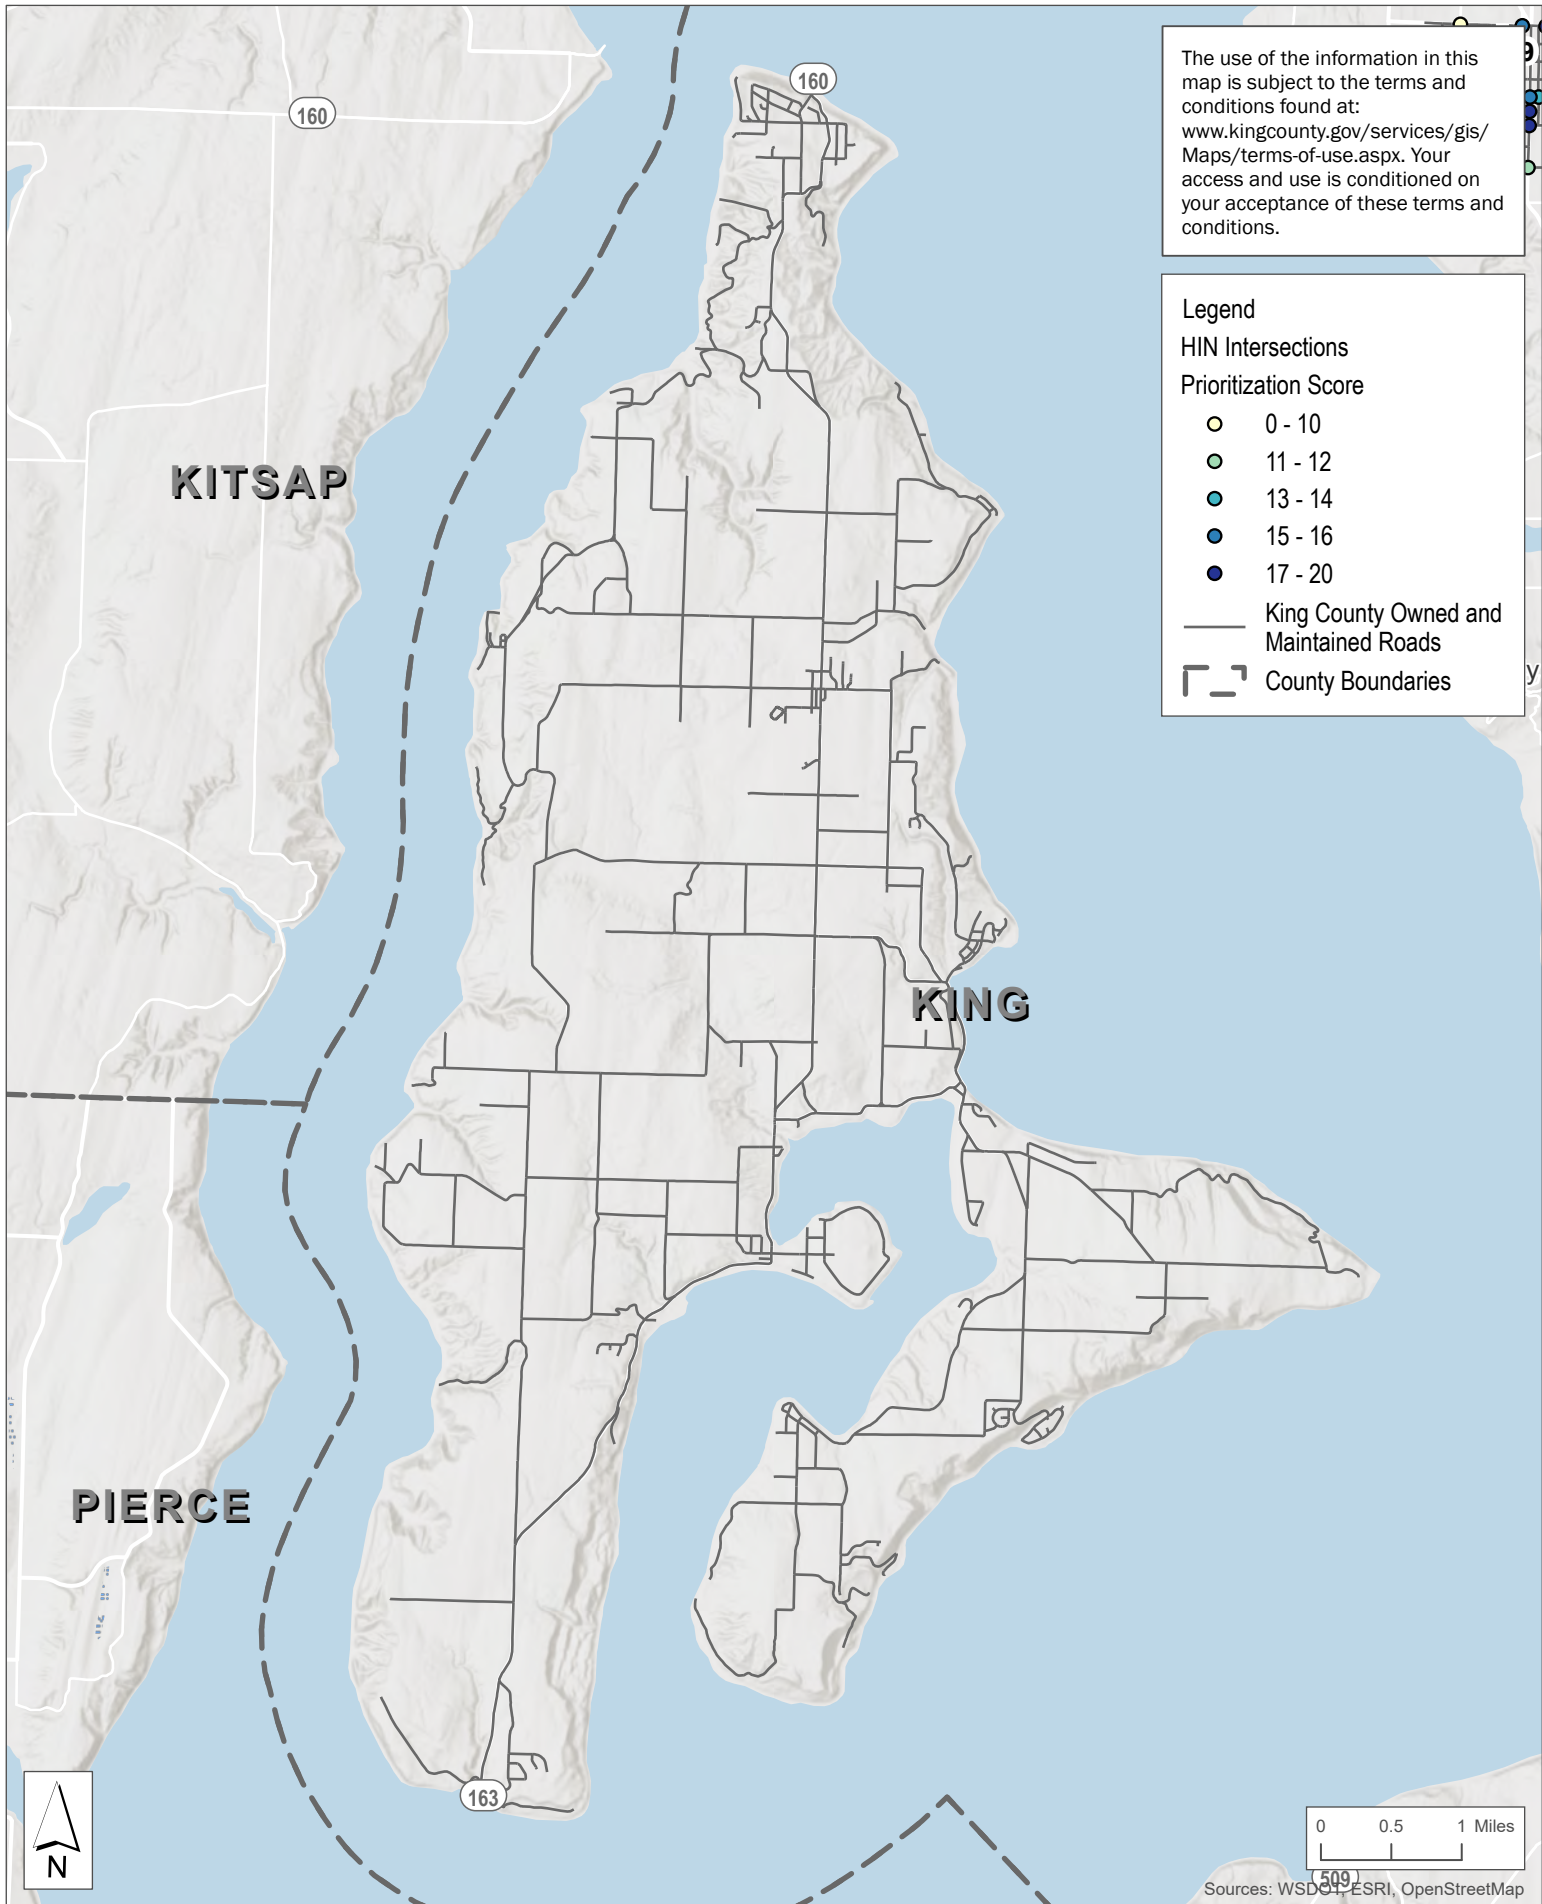 160
160
9
The use of the information in this
map is subject to the terms and
conditions found at:
www.kingcounty.gov/services/gis/
Maps/terms-of-use.aspx. Your
access and use is conditioned on
your acceptance of these terms and
conditions.
Legend
HIN Intersections
Prioritization Score
0 - 10
11 - 12
13 - 14
15 - 16
17 - 20
King County Owned and
Maintained Roads
County Boundaries
y
KITSAP
KING
PIERCE
163
N
0 0.5 1 Miles
509
Sources: WSDOT, ESRI, OpenStreetMap